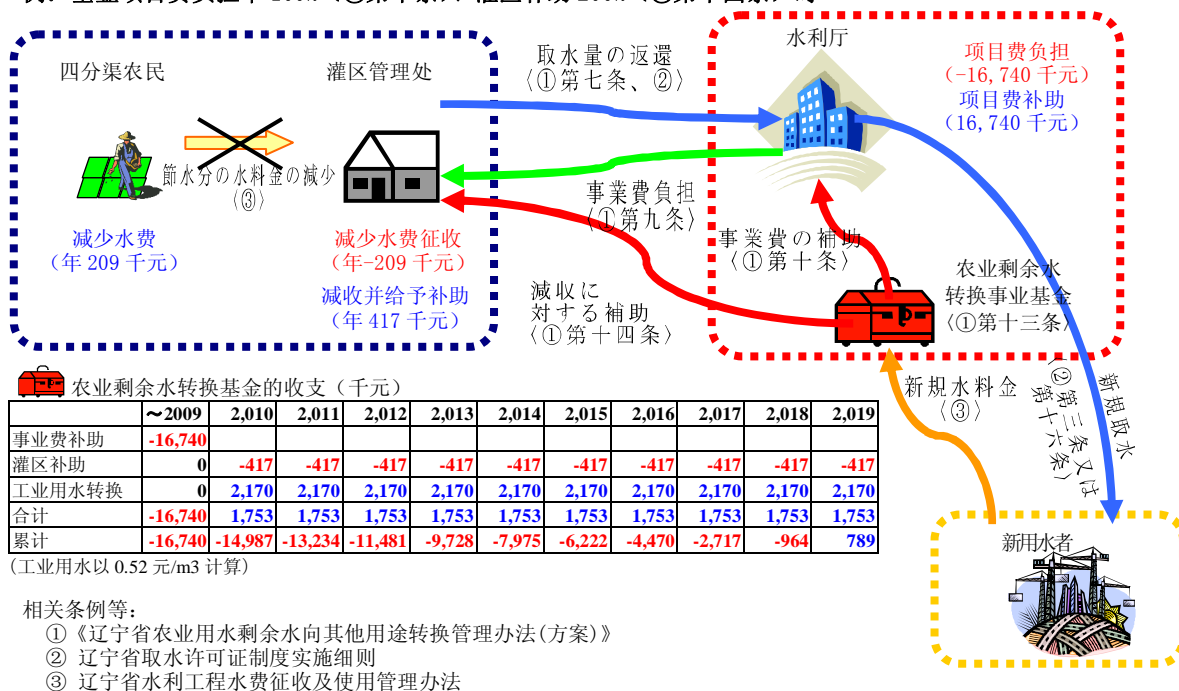 水利厅
四分渠农民
灌区管理处
取水量の返還
〈①第七条、②〉
项目费负担
（-16,740 千元）
项目费补助
（16,740 千元）
節水分の水料金の減少
〈③〉
事業費負担
〈①第九条〉
事業費の補助
〈①第十条〉
减少水费
（年 209 千元）
减少水费征收
（年-209 千元）
减收并给予补助
（年 417 千元）
減収に
対する補助
〈①第十四条〉
农业剩余水
转换事业基金
〈①第十三条〉
新規水料金
〈③〉
新規取水
〈②第三条又は
第十六条〉
新用水者
农业剩余水转换基金的收支（千元）
～2009 2,010 2,011 2,012 2,013 2,014 2,015 2,016 2,017 2,018 2,019
事业费补助 -16,740
灌区补助 0 -417 -417 -417 -417 -417 -417 -417 -417 -417 -417
工业用水转换 0 2,170 2,170 2,170 2,170 2,170 2,170 2,170 2,170 2,170 2,170
合计 -16,740 1,753 1,753 1,753 1,753 1,753 1,753 1,753 1,753 1,753 1,753
累计 -16,740 -14,987 -13,234 -11,481 -9,728 -7,975 -6,222 -4,470 -2,717 -964 789
(工业用水以 0.52 元/m3 计算)
相关条例等:
①《辽宁省农业用水剩余水向其他用途转换管理办法(方案)》
② 辽宁省取水许可证制度实施细则
③ 辽宁省水利工程水费征收及使用管理办法